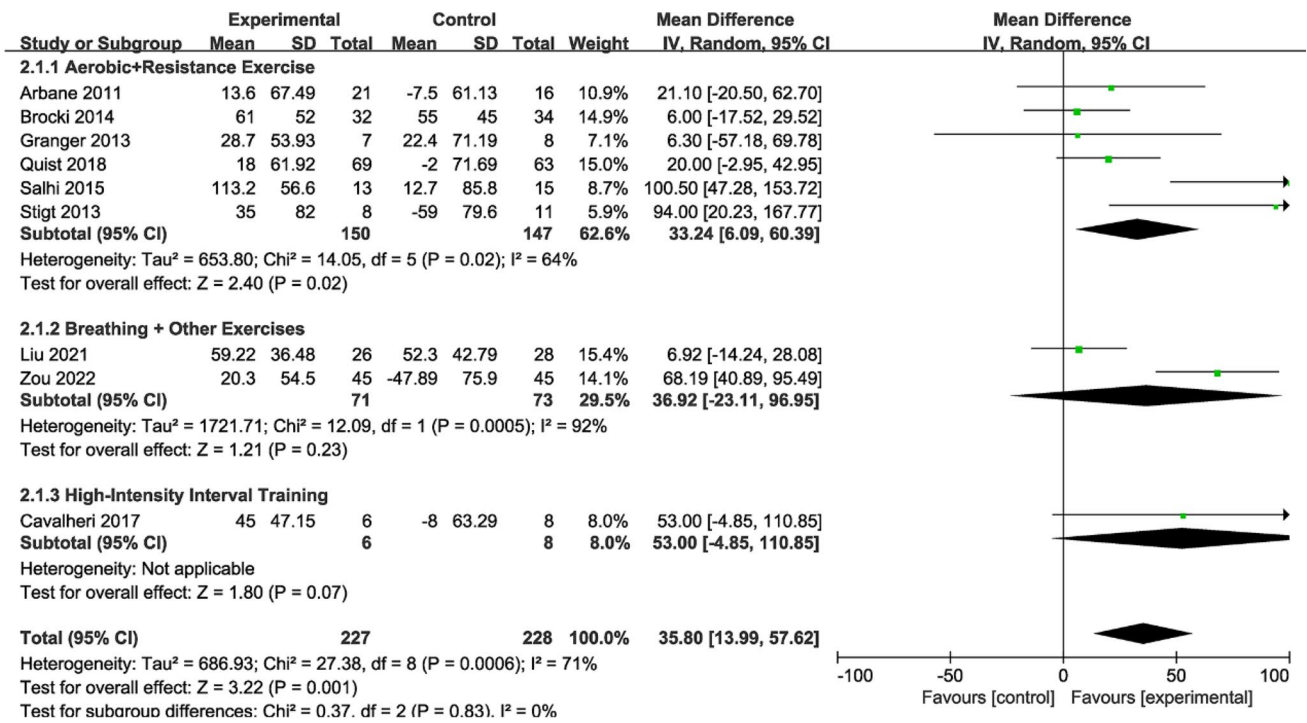 Experimental Control Mean Difference Mean Difference
Study or Subgroup Mean SD Total Mean SD Total Weight IV, Random, 95% CI IV, Random, 95% CI
2.1.1 Aerobic+Resistance Exercise
Arbane 2011 13.6 67.49 21 -7.5 61.13 16 10.9% 21.10 [-20.50, 62.70]
Brocki 2014 61 52 32 55 45 34 14.9% 6.00 [-17.52, 29.52]
Granger 2013 28.7 53.93 7 22.4 71.19 8 7.1% 6.30 [-57.18, 69.78]
Quist 2018 18 61.92 69 -2 71.69 63 15.0% 20.00 [-2.95, 42.95]
Salhi 2015 113.2 56.6 13 12.7 85.8 15 8.7% 100.50 [47.28, 153.72]
Stigt 2013 35 82 8 -59 79.6 11 5.9% 94.00 [20.23, 167.77]
Subtotal (95% CI) 150 147 62.6% 33.24 [6.09, 60.39]
Heterogeneity: Tau² = 653.80; Chi² = 14.05, df = 5 (P = 0.02); I² = 64%
Test for overall effect: Z = 2.40 (P = 0.02)
2.1.2 Breathing + Other Exercises
Liu 2021 59.22 36.48 26 52.3 42.79 28 15.4% 6.92 [-14.24, 28.08]
Zou 2022 20.3 54.5 45 -47.89 75.9 45 14.1% 68.19 [40.89, 95.49]
Subtotal (95% CI) 71 73 29.5% 36.92 [-23.11, 96.95]
Heterogeneity: Tau² = 1721.71; Chi² = 12.09, df = 1 (P = 0.0005); I² = 92%
Test for overall effect: Z = 1.21 (P = 0.23)
2.1.3 High-Intensity Interval Training
Cavalheri 2017 45 47.15 6 -8 63.29 8 8.0% 53.00 [-4.85, 110.85]
Subtotal (95% CI) 6 8 8.0% 53.00 [-4.85, 110.85]
Heterogeneity: Not applicable
Test for overall effect: Z = 1.80 (P = 0.07)
Total (95% CI) 227 228 100.0% 35.80 [13.99, 57.62]
Heterogeneity: Tau² = 686.93; Chi² = 27.38, df = 8 (P = 0.0006); I² = 71%
Test for overall effect: Z = 3.22 (P = 0.001)
Test for subgroup differences: Chi² = 0.37, df = 2 (P = 0.83), I² = 0%
-100 -50 0 50 100
Favours [control] Favours [experimental]